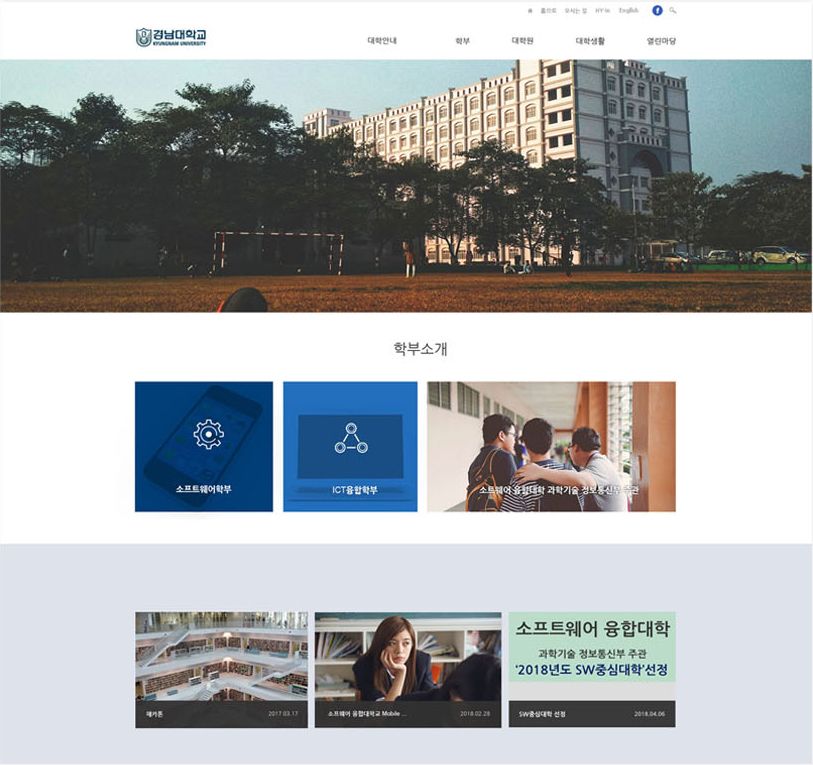 홈으로 오시는 길 HY-in English
경남대학교
KYUNGNAM UNIVERSITY
대학안내 학부 대학원 대학생활 열린마당
학부소개
소프트웨어학부
ICT융합학부
소트웨어 융합대학 과학기술 정보통신부 주관
소프트웨어 융합대학
과학기술 정보통신부 주관
‘2018년도 SW중심대학’선정
해카톤 2017.03.17
소프트웨어 융합대학교 Mobile ... 2018.02.28
SW중심대학 선정 2018.04.06